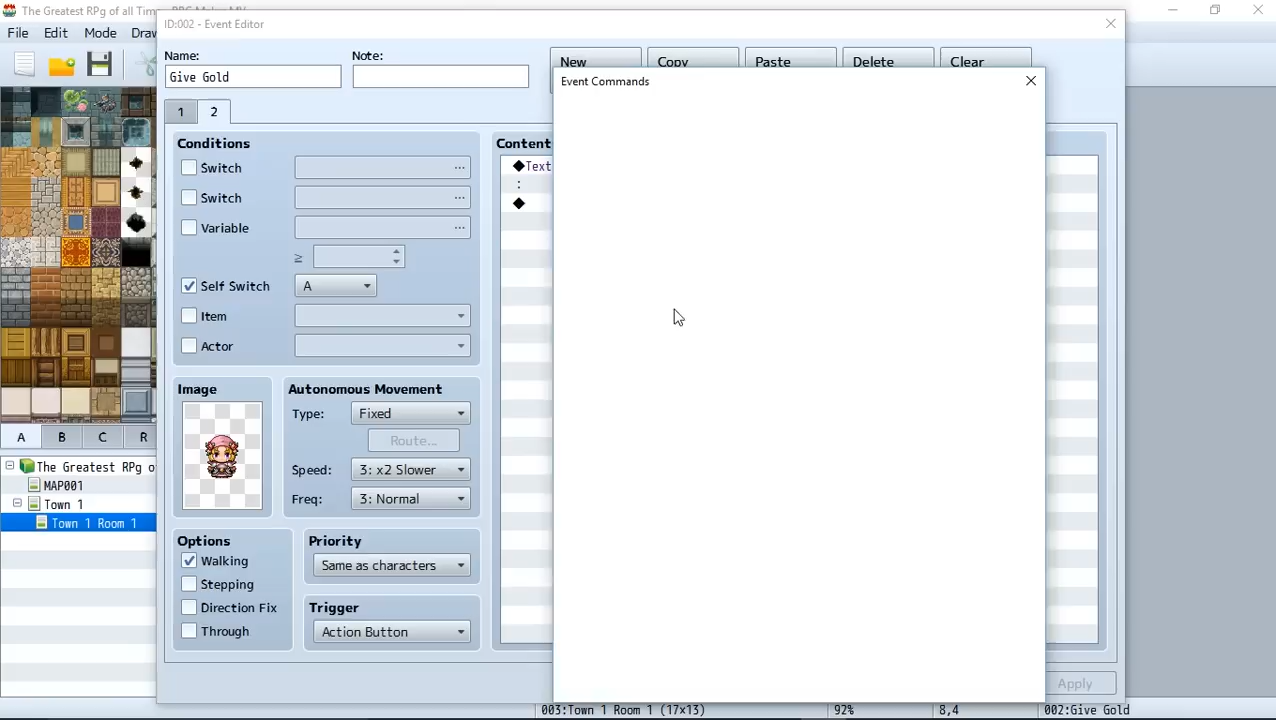 The Greatest RPg of all Tim
ID:002 - Event Editor
File Edit Mode Draw
Name:
Note:
Give Gold
New Copy Paste Delete Clear
Event Commands
1 2
Conditions
Switch
Switch
Variable
≥
Self Switch A
Item
Actor
Content
◆Text
:
◆
Image
Autonomous Movement
Type: Fixed
Route...
Speed: 3: x2 Slower
Freq: 3: Normal
Options
Walking
Stepping
Direction Fix
Through
Priority
Same as characters
Trigger
Action Button
A B C R
The Greatest RPg o
MAP001
Town 1
Town 1 Room 1
Apply
003:Town 1 Room 1 (17×13) 92% 8,4 002:Give Gold